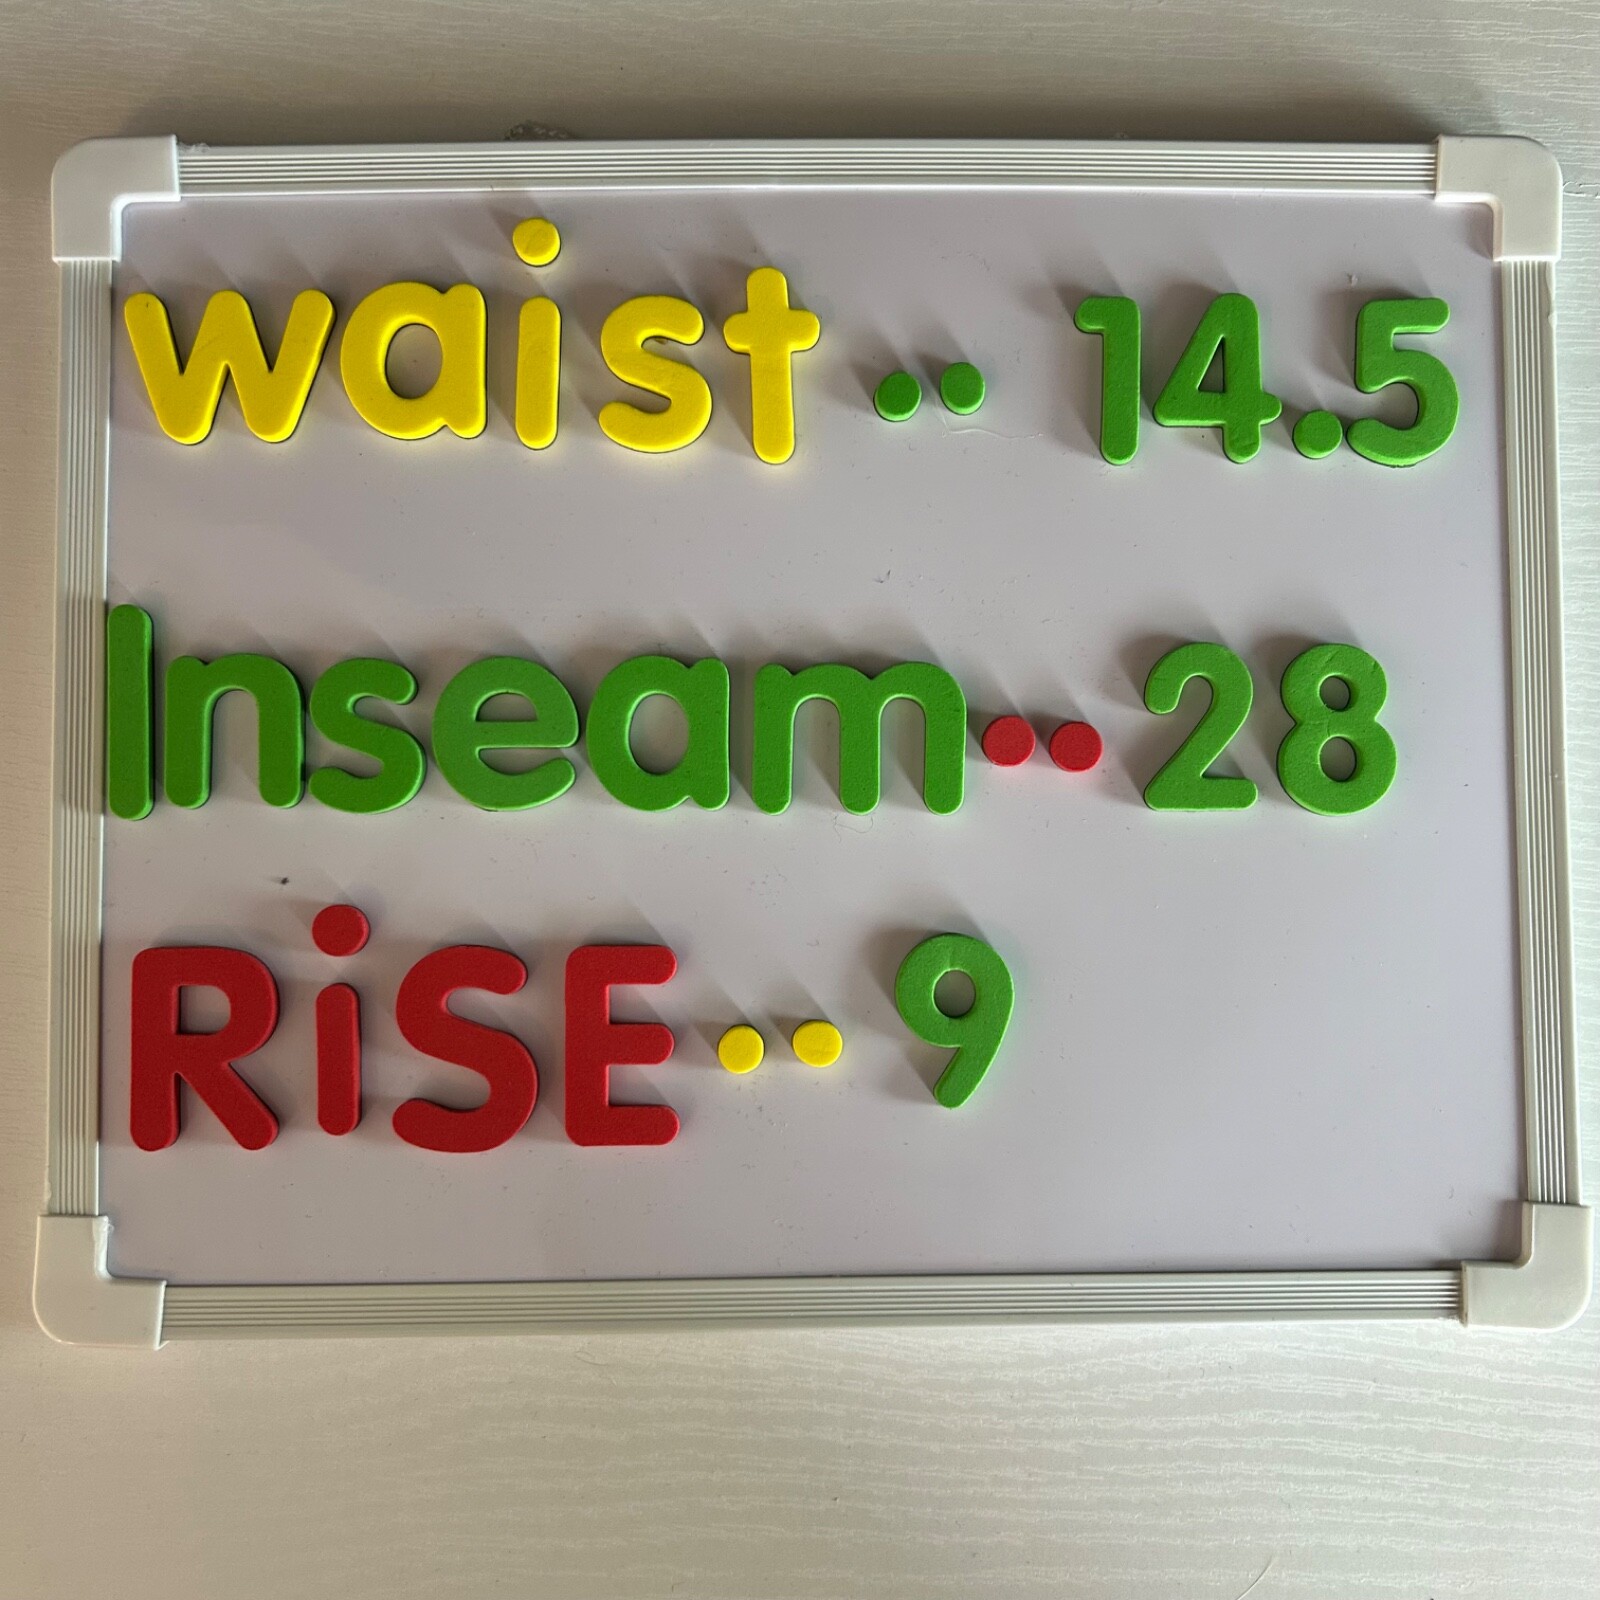 waist .. 14.5
Inseam .. 28
RiSE .. 9